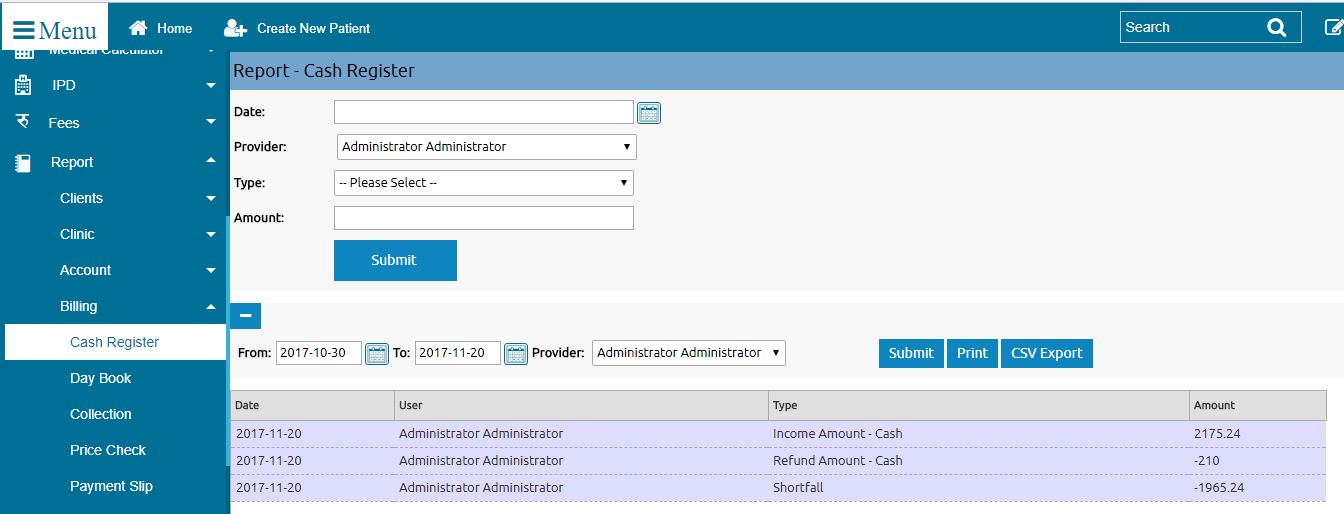 Menu Home Create New Patient Search
Medical Calculator
IPD
Fees
Report
Clients
Clinic
Account
Billing
Cash Register
Day Book
Collection
Price Check
Payment Slip
Report - Cash Register
Date:
Provider: Administrator Administrator
Type: -- Please Select --
Amount:
Submit
From: 2017-10-30 To: 2017-11-20 Provider: Administrator Administrator Submit Print CSV Export
Date User Type Amount
2017-11-20 Administrator Administrator Income Amount - Cash 2175.24
2017-11-20 Administrator Administrator Refund Amount - Cash -210
2017-11-20 Administrator Administrator Shortfall -1965.24